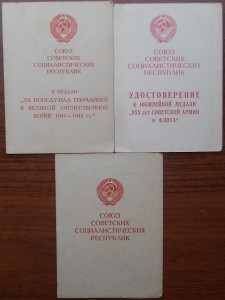 СОЮЗ
СОВЕТСКИХ
СОЦИАЛИСТИЧЕСКИХ
РЕСПУБЛИК
К МЕДАЛИ
„ЗА ПОБЕДУ НАД ГЕРМАНИЕЙ
В ВЕЛИКОЙ ОТЕЧЕСТВЕННОЙ
ВОЙНЕ 1941—1945 гг."
СОЮЗ
СОВЕТСКИХ
СОЦИАЛИСТИЧЕСКИХ
РЕСПУБЛИК
УДОСТОВЕРЕНИЕ
К ЮБИЛЕЙНОЙ МЕДАЛИ
„XXX ЛЕТ СОВЕТСКОЙ АРМИИ
И ФЛОТА"
СОЮЗ
СОВЕТСКИХ
СОЦИАЛИСТИЧЕСКИХ
РЕСПУБЛИК